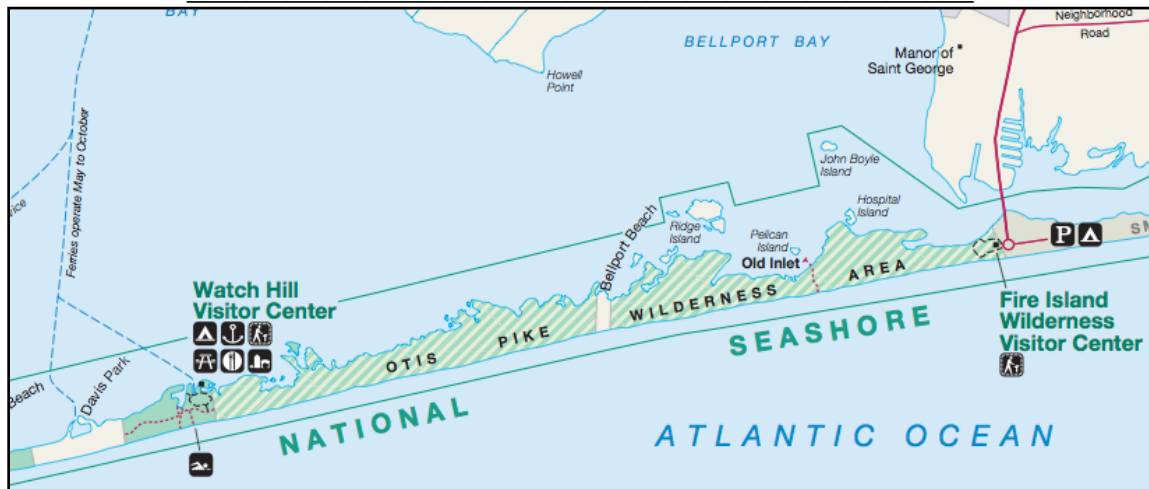 BAY
BELLPORT BAY
Neighborhood
Road
Manor of
Saint George
Howell
Point
Ferries operate May to October
vice
John Boyle
Island
Hospital
Island
Ridge
Island
Pelican
Island
Old Inlet
Bellport Beach
SM
P
Watch Hill
Visitor Center
OTIS PIKE WILDERNESS AREA
Fire Island
Wilderness
Visitor Center
Beach
Davis Park
NATIONAL SEASHORE
ATLANTIC OCEAN